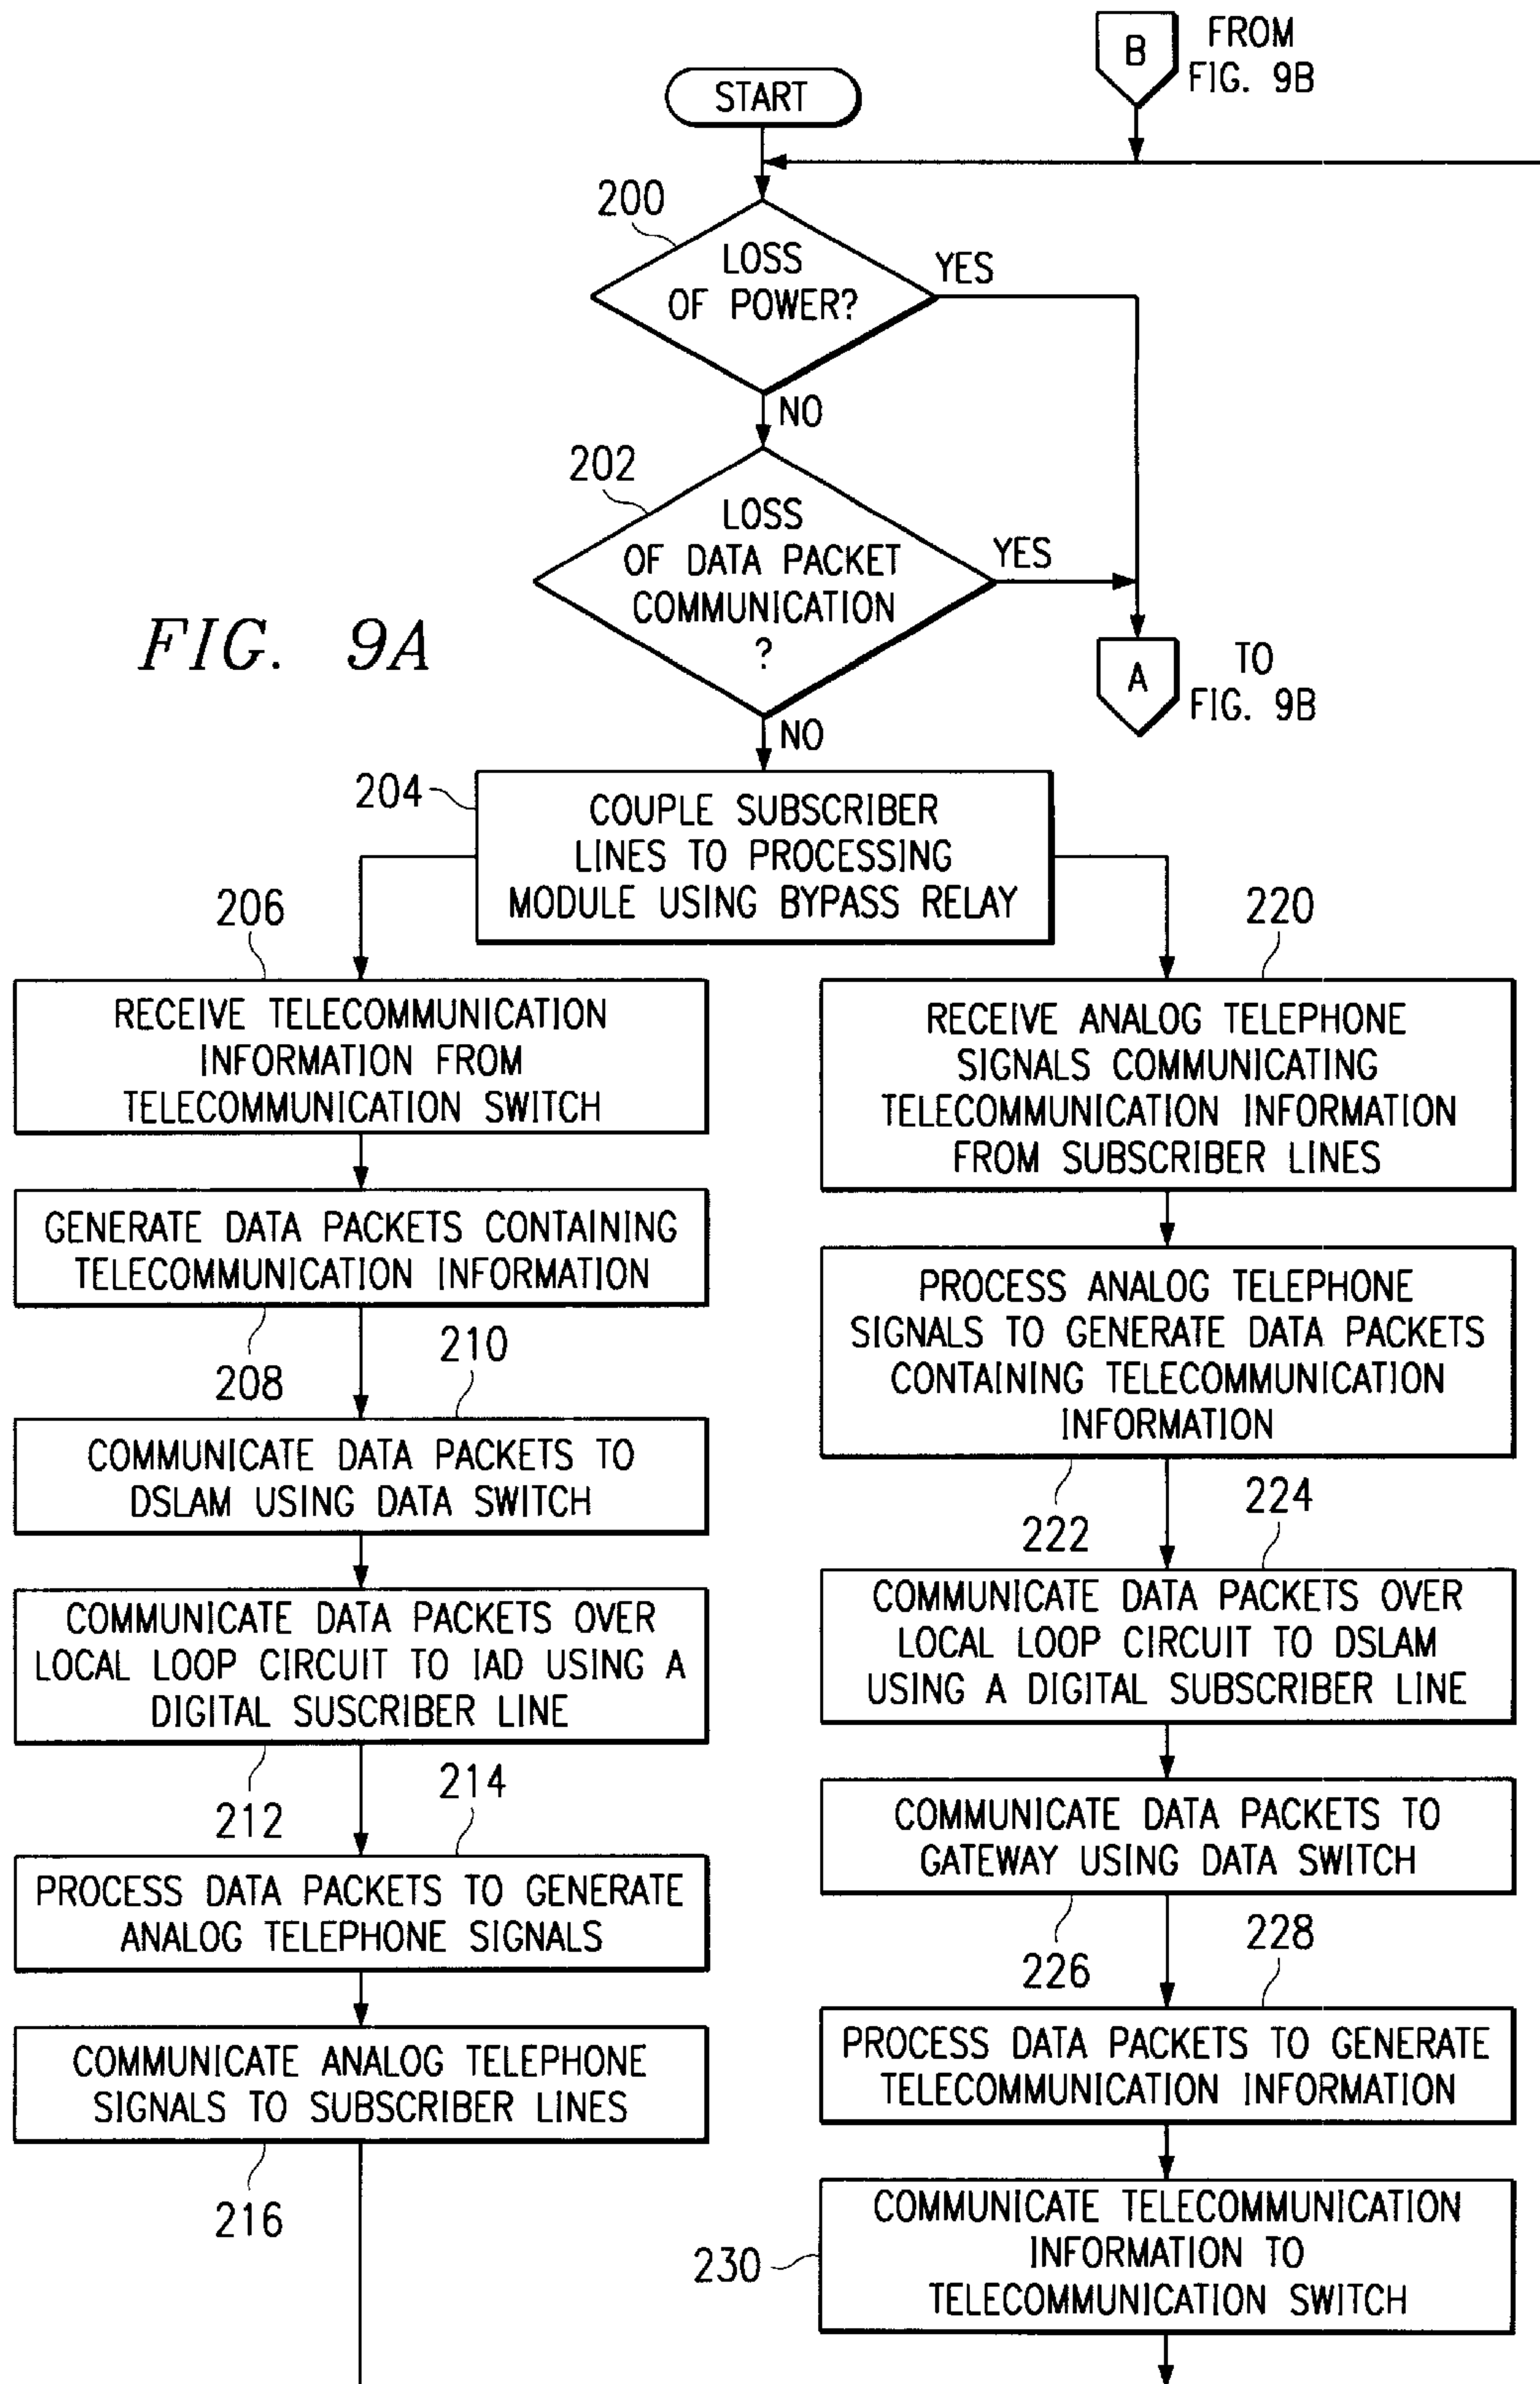 B
FROM
FIG. 9B
START
200
LOSS
OF POWER?
YES
NO
202
LOSS
OF DATA PACKET
COMMUNICATION
?
YES
FIG. 9A
A
TO
FIG. 9B
NO
204
COUPLE SUBSCRIBER
LINES TO PROCESSING
MODULE USING BYPASS RELAY
206
RECEIVE TELECOMMUNICATION
INFORMATION FROM
TELECOMMUNICATION SWITCH
GENERATE DATA PACKETS CONTAINING
TELECOMMUNICATION INFORMATION
208
210
COMMUNICATE DATA PACKETS TO
DSLAM USING DATA SWITCH
COMMUNICATE DATA PACKETS OVER
LOCAL LOOP CIRCUIT TO IAD USING A
DIGITAL SUSCRIBER LINE
212
214
PROCESS DATA PACKETS TO GENERATE
ANALOG TELEPHONE SIGNALS
COMMUNICATE ANALOG TELEPHONE
SIGNALS TO SUBSCRIBER LINES
216
220
RECEIVE ANALOG TELEPHONE
SIGNALS COMMUNICATING
TELECOMMUNICATION INFORMATION
FROM SUBSCRIBER LINES
PROCESS ANALOG TELEPHONE
SIGNALS TO GENERATE DATA PACKETS
CONTAINING TELECOMMUNICATION
INFORMATION
222
224
COMMUNICATE DATA PACKETS OVER
LOCAL LOOP CIRCUIT TO DSLAM
USING A DIGITAL SUBSCRIBER LINE
COMMUNICATE DATA PACKETS TO
GATEWAY USING DATA SWITCH
226
228
PROCESS DATA PACKETS TO GENERATE
TELECOMMUNICATION INFORMATION
230
COMMUNICATE TELECOMMUNICATION
INFORMATION TO
TELECOMMUNICATION SWITCH